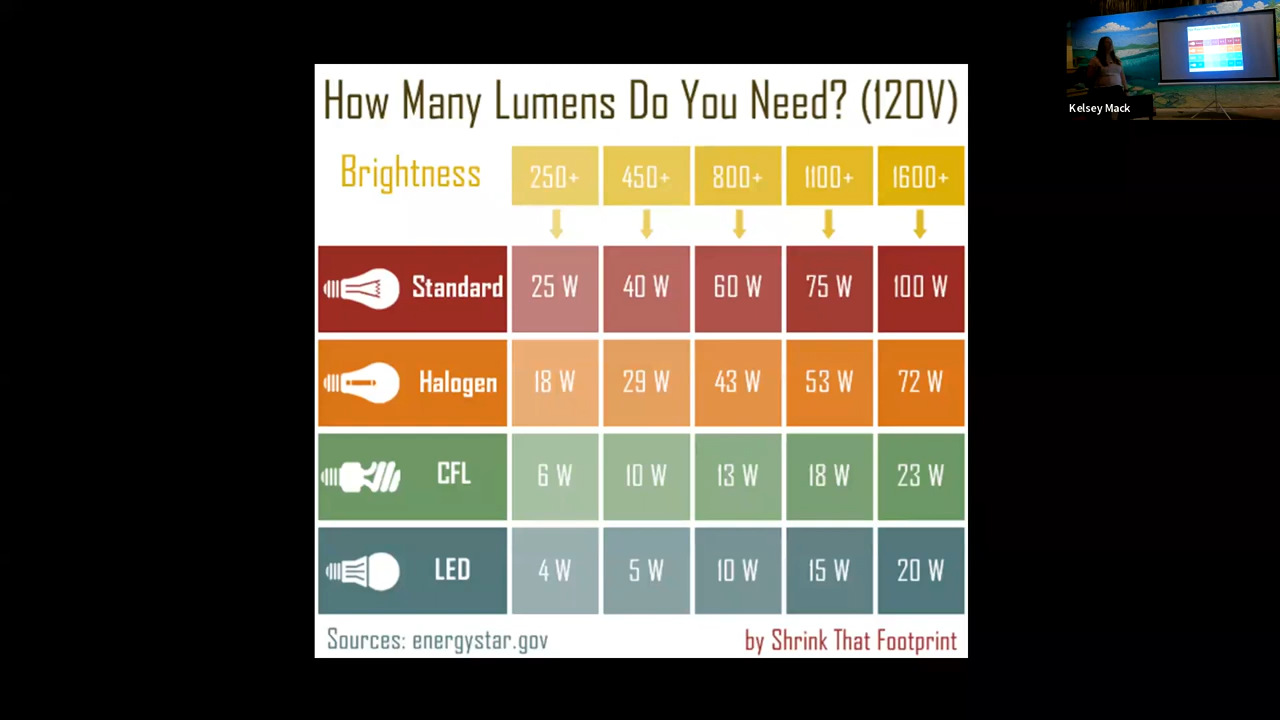 How Many Lumens Do You Need? (120V)
Brightness 250+ 450+ 800+ 1100+ 1600+
Standard 25 W 40 W 60 W 75 W 100 W
Halogen 18 W 29 W 43 W 53 W 72 W
CFL 6 W 10 W 13 W 18 W 23 W
LED 4 W 5 W 10 W 15 W 20 W
Sources: energystar.gov by Shrink That Footprint
Kelsey Mack